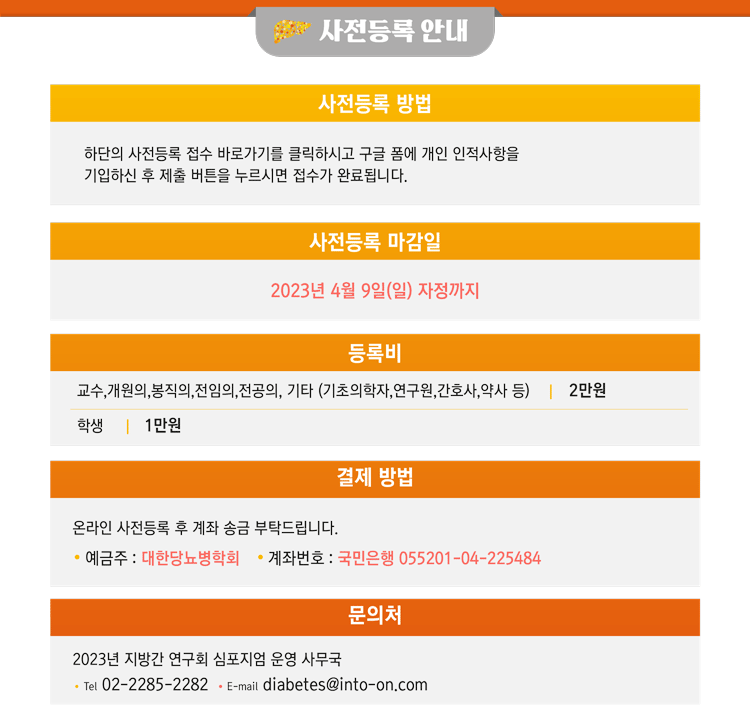 사전등록 안내
사전등록 방법
하단의 사전등록 접수 바로가기를 클릭하시고 구글 폼에 개인 인적사항을
기입하신 후 제출 버튼을 누르시면 접수가 완료됩니다.
사전등록 마감일
2023년 4월 9일(일) 자정까지
등록비
교수,개원의,봉직의,전임의,전공의, 기타 (기초의학자,연구원,간호사,약사 등) | 2만원
학생 | 1만원
결제 방법
온라인 사전등록 후 계좌 송금 부탁드립니다.
• 예금주 : 대한당뇨병학회 • 계좌번호 : 국민은행 055201-04-225484
문의처
2023년 지방간 연구회 심포지엄 운영 사무국
• Tel 02-2285-2282 • E-mail diabetes@into-on.com